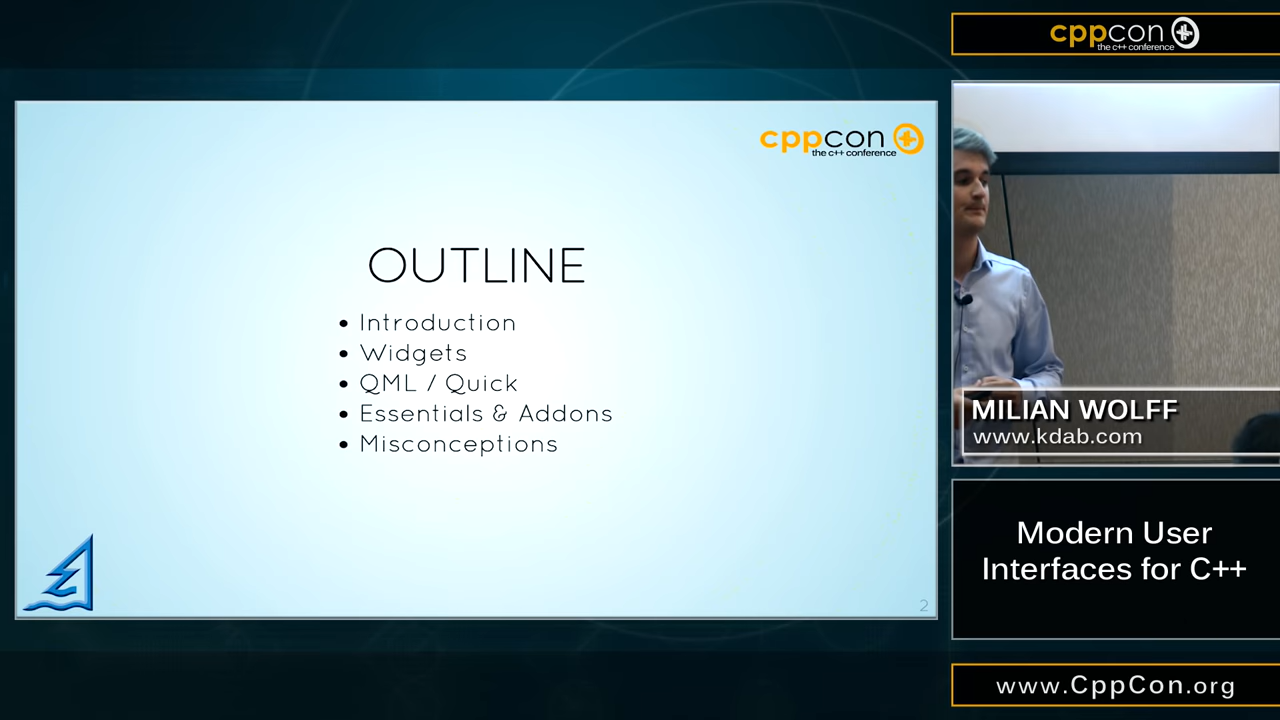 cppcon
the c++ conference
OUTLINE
• Introduction
• Widgets
• QML / Quick
• Essentials & Addons
• Misconceptions
2
cppcon
the c++ conference
MILIAN WOLFF
www.kdab.com
Modern User
Interfaces for C++
www.CppCon.org